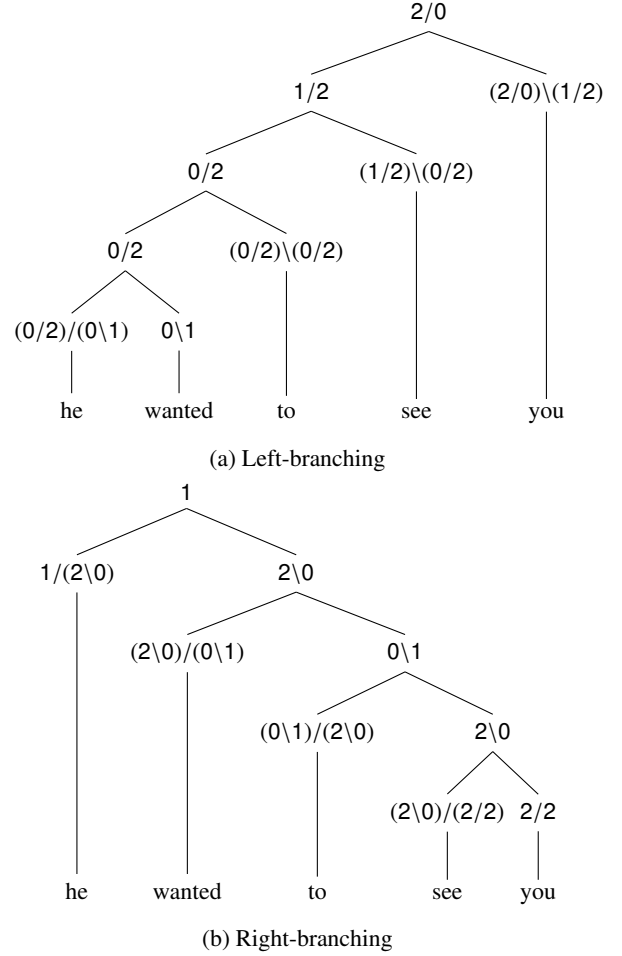 2/0
1/2 (2/0)\(1/2)
0/2 (1/2)\(0/2)
0/2 (0/2)\(0/2)
(0/2)/(0\1) 0\1
he wanted to see you
(a) Left-branching
1
1/(2\0) 2\0
(2\0)/(0\1) 0\1
(0\1)/(2\0) 2\0
(2\0)/(2/2) 2/2
he wanted to see you
(b) Right-branching